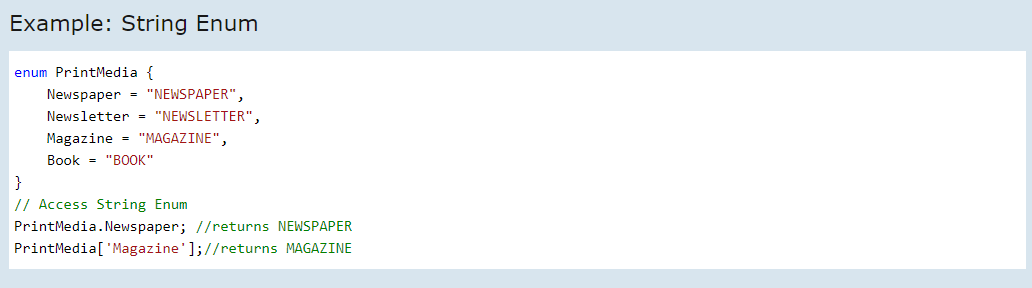 Example: String Enum
enum PrintMedia {
    Newspaper = "NEWSPAPER",
    Newsletter = "NEWSLETTER",
    Magazine = "MAGAZINE",
    Book = "BOOK"
}
// Access String Enum
PrintMedia.Newspaper; //returns NEWSPAPER
PrintMedia['Magazine'];//returns MAGAZINE